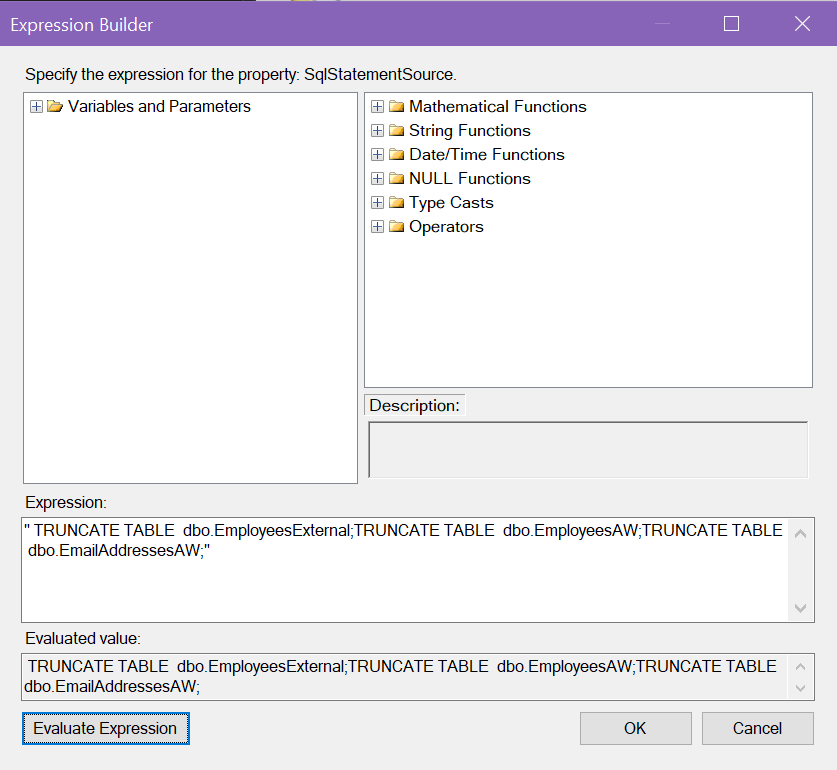 Expression Builder
Specify the expression for the property: SqlStatementSource.
Variables and Parameters
Mathematical Functions
String Functions
Date/Time Functions
NULL Functions
Type Casts
Operators
Description:
Expression:
" TRUNCATE TABLE  dbo.EmployeesExternal;TRUNCATE TABLE  dbo.EmployeesAW;TRUNCATE TABLE
dbo.EmailAddressesAW;"
Evaluated value:
TRUNCATE TABLE  dbo.EmployeesExternal;TRUNCATE TABLE  dbo.EmployeesAW;TRUNCATE TABLE
dbo.EmailAddressesAW;
Evaluate Expression
OK
Cancel